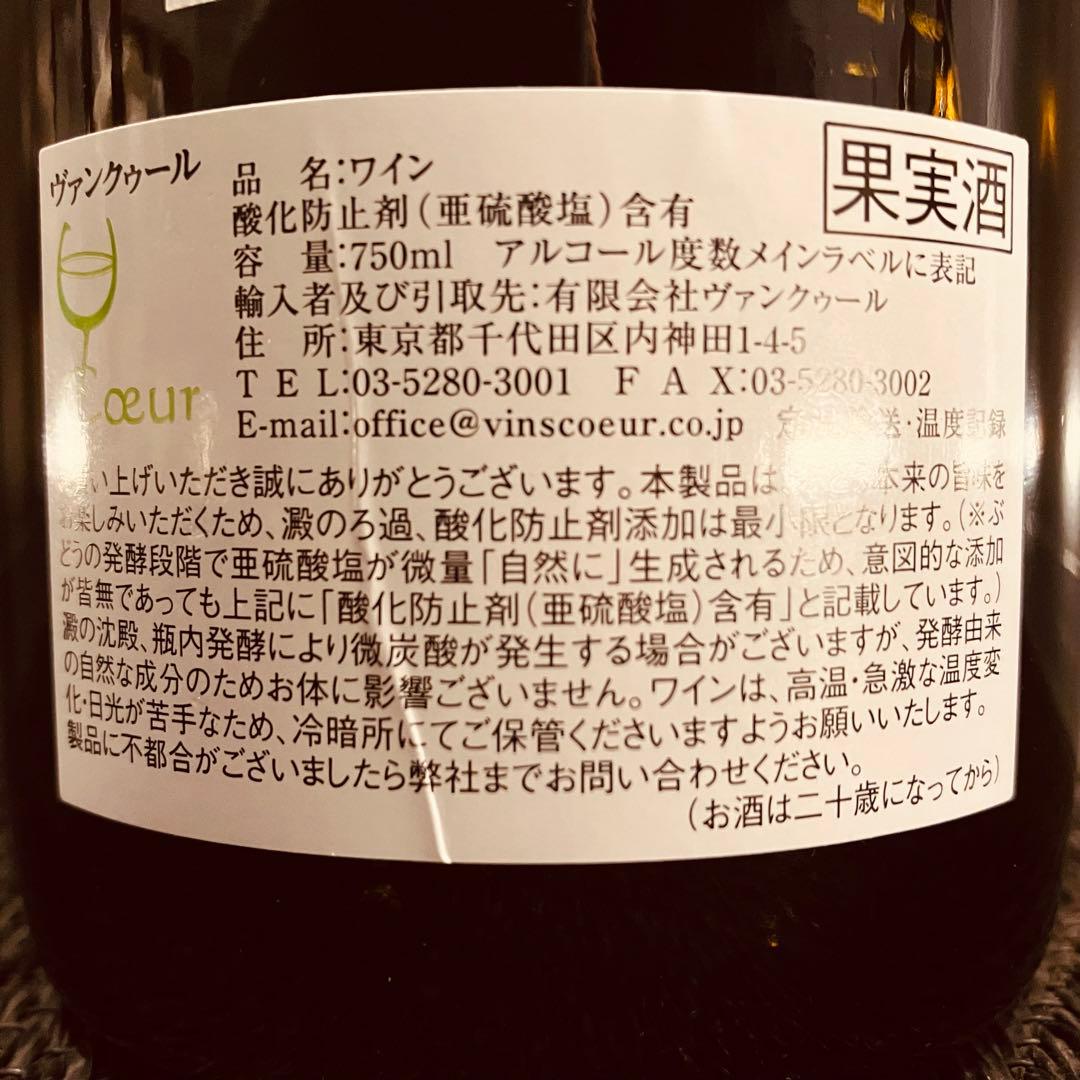 ヴァンクゥール
果実酒
品 名:ワイン
酸化防止剤(亜硫酸塩)含有
容 量:750ml アルコール度数メインラベルに表記
輸入者及び引取先:有限会社ヴァンクゥール
住 所:東京都千代田区内神田1-4-5
TEL:03-5280-3001 FAX:03-5280-3002
E-mail:office@vinscoeur.co.jp 送・温度記録
œur
い上げいただき誠にありがとうございます。本製品は 本来の旨味を
お楽しみいただくため、澱のろ過、酸化防止剤添加は最小限となります。(※ぶ
どうの発酵段階で亜硫酸塩が微量「自然に」生成されるため、意図的な添加
が皆無であっても上記に「酸化防止剤(亜硫酸塩)含有」と記載しています。)
澱の沈殿、瓶内発酵により微炭酸が発生する場合がございますが、発酵由来
の自然な成分のためお体に影響ございません。ワインは、高温・急激な温度変
化・日光が苦手なため、冷暗所にてご保管くださいますようお願いいたします。
製品に不都合がございましたら弊社までお問い合わせください。
(お酒は二十歳になってから)